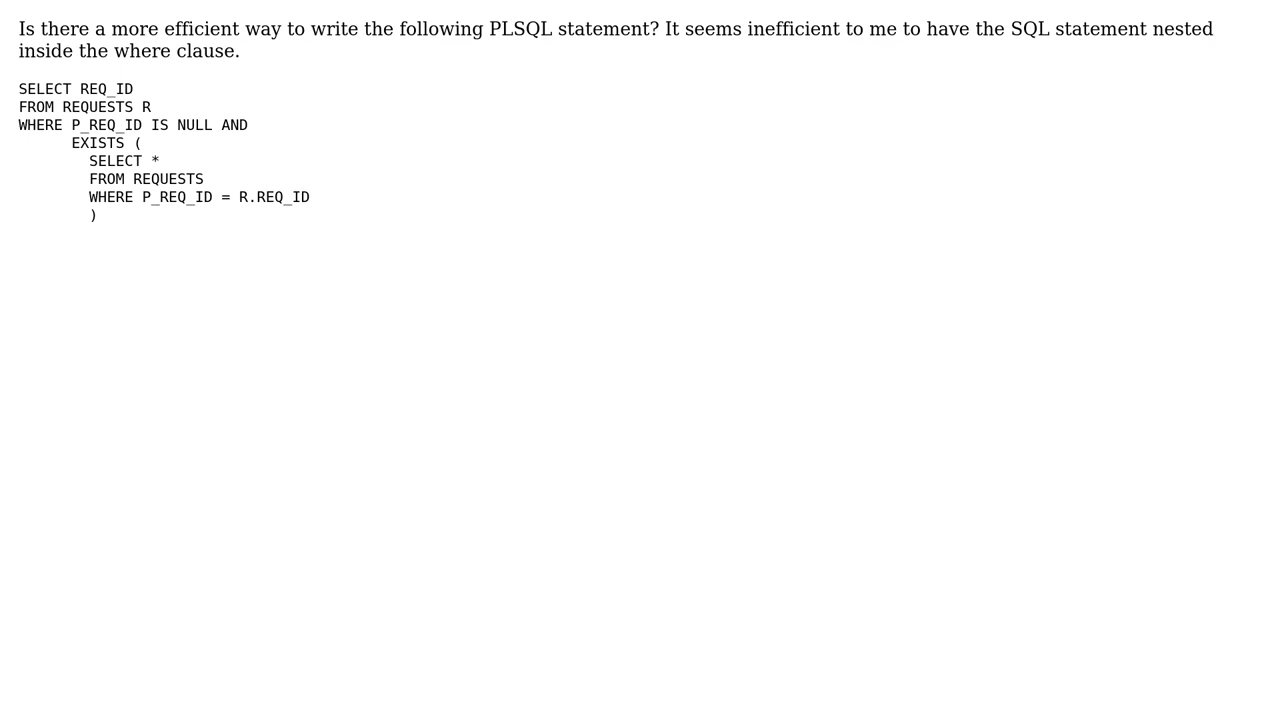 Is there a more efficient way to write the following PLSQL statement? It seems inefficient to me to have the SQL statement nested
inside the where clause.
SELECT REQ_ID
FROM REQUESTS R
WHERE P_REQ_ID IS NULL AND
      EXISTS (
        SELECT *
        FROM REQUESTS
        WHERE P_REQ_ID = R.REQ_ID
        )